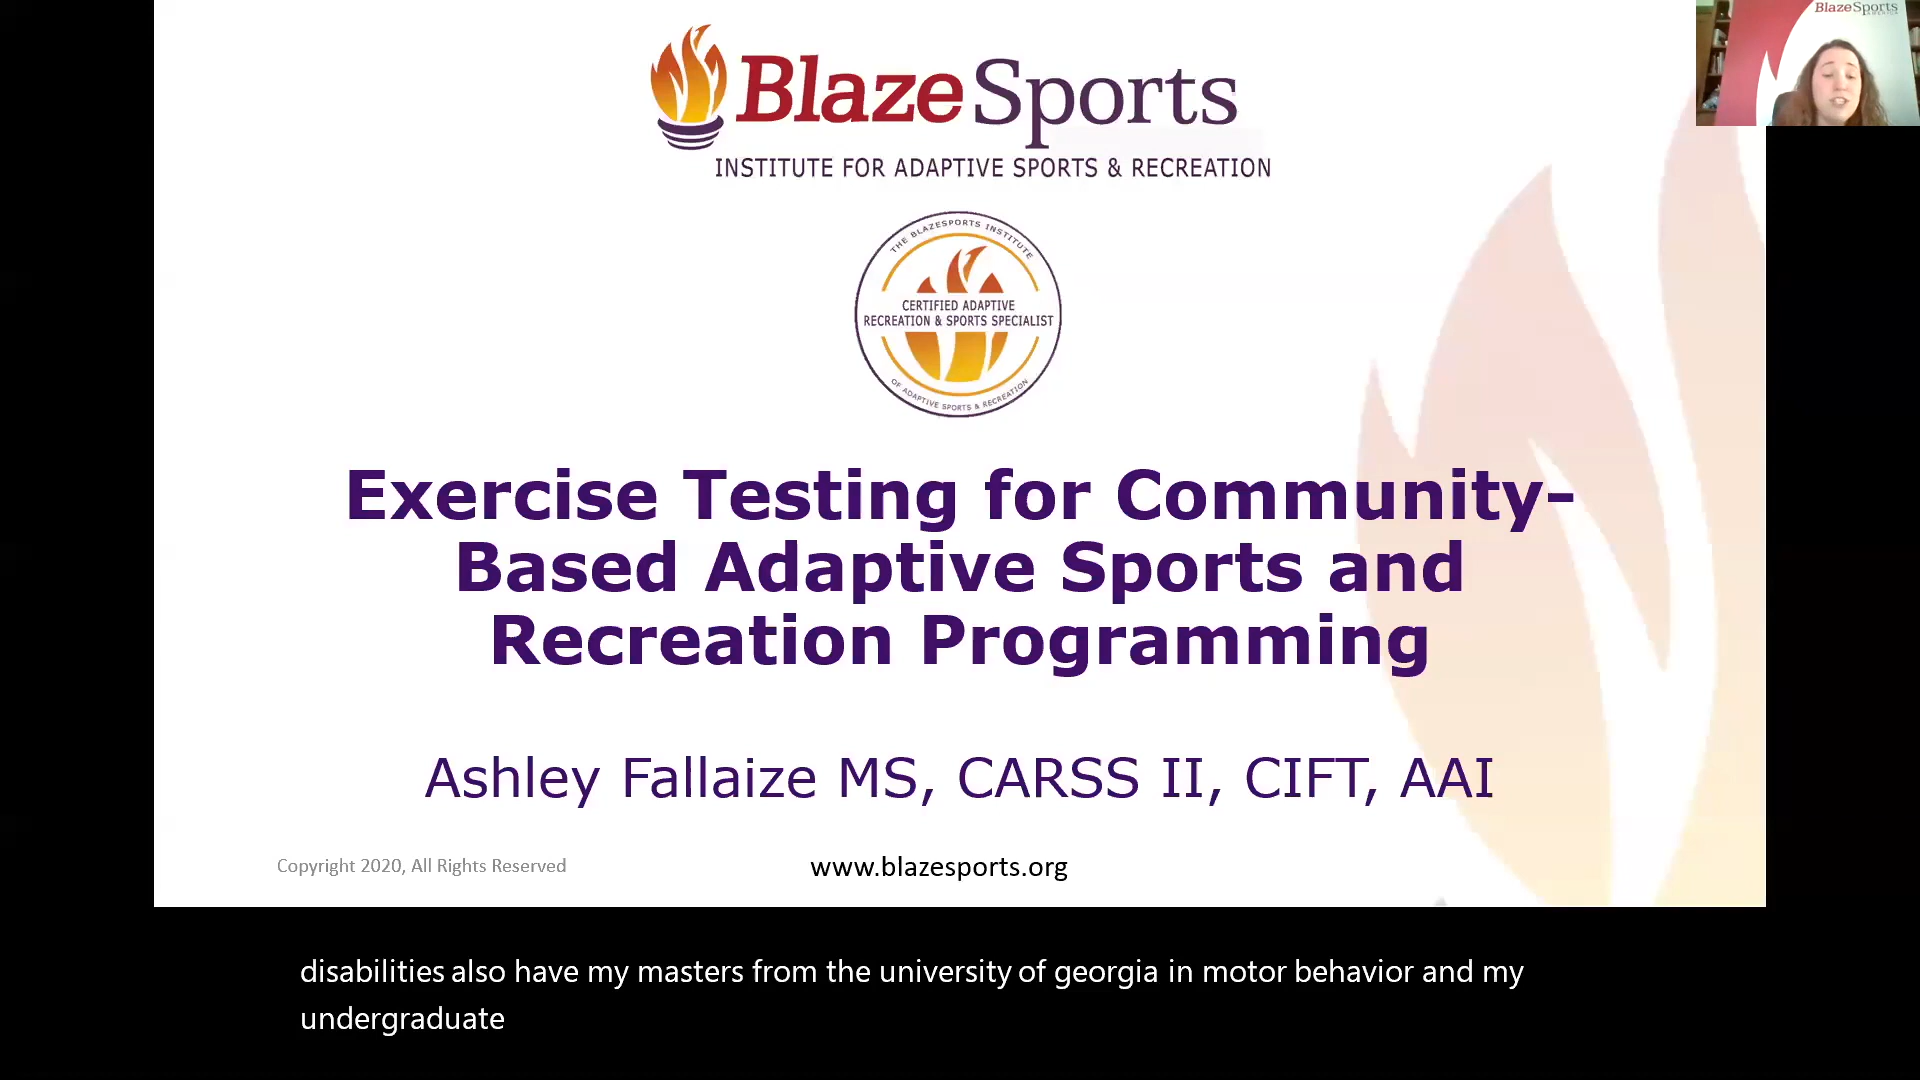 BlazeSports
INSTITUTE FOR ADAPTIVE SPORTS & RECREATION
BlazeSports
AMERICA
THE BLAZESPORTS INSTITUTE
CERTIFIED ADAPTIVE
RECREATION & SPORTS SPECIALIST
OF ADAPTIVE SPORTS & RECREATION
Exercise Testing for Community-
Based Adaptive Sports and
Recreation Programming
Ashley Fallaize MS, CARSS II, CIFT, AAI
Copyright 2020, All Rights Reserved
www.blazesports.org
disabilities also have my masters from the university of georgia in motor behavior and my
undergraduate